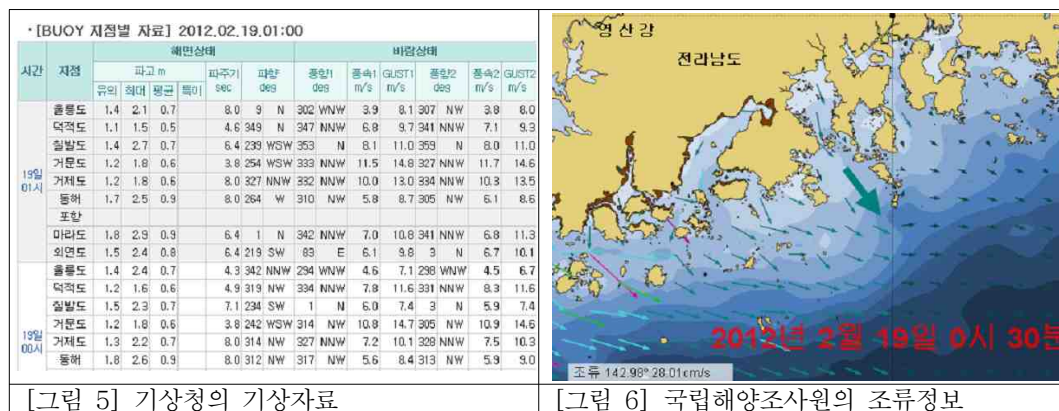 · [BUOY 지점별 자료] 2012.02.19.01:00
시간 지점 해면상태 바람상태
파고 m 파주기 파향 풍향1 풍속1 GUST1 풍향2 풍속2 GUST2
유의 최대 평균 특이 sec deg deg m/s m/s deg m/s m/s
19일 01시
울릉도 1.4 2.1 0.7 8.0 9 N 302 WNW 3.9 8.1 307 NW 3.8 8.0
덕적도 1.1 1.5 0.5 4.6 349 N 347 NNW 6.8 9.7 341 NNW 7.1 9.3
칠발도 1.4 2.7 0.7 6.4 239 WSW 353 N 8.1 11.0 359 N 8.0 11.0
거문도 1.2 1.8 0.6 3.8 254 WSW 333 NNW 11.5 14.8 327 NNW 11.7 14.6
거제도 1.2 1.8 0.6 8.0 327 NNW 332 NNW 10.0 13.0 334 NNW 10.3 13.5
동해 1.7 2.5 0.9 8.0 264 W 310 NW 5.8 8.7 305 NW 6.1 8.6
포항
마라도 1.8 2.9 0.9 6.4 1 N 342 NNW 7.0 10.8 341 NNW 6.8 11.3
외연도 1.5 2.4 0.8 6.4 219 SW 83 E 6.1 9.8 3 N 6.7 10.1
19일 00시
울릉도 1.4 2.4 0.7 4.3 342 NNW 294 WNW 4.6 7.1 298 WNW 4.5 6.7
덕적도 1.2 1.6 0.6 4.9 319 NW 334 NNW 7.8 11.6 331 NNW 8.3 11.6
칠발도 1.5 2.3 0.7 7.1 234 SW 1 N 6.0 7.4 3 N 5.9 7.4
거문도 1.2 1.8 0.6 3.8 242 WSW 314 NW 10.8 14.7 305 NW 10.9 14.6
거제도 1.3 2.2 0.7 8.0 314 NW 327 NNW 7.2 10.1 328 NNW 7.5 10.3
동해 1.8 2.6 0.9 8.0 312 NW 317 NW 5.6 8.4 313 NW 5.9 9.0
영산강
전라남도
2012년 2월 19일 0시 30분
조류 142.98° 28.01cm/s
[그림 5] 기상청의 기상자료
[그림 6] 국립해양조사원의 조류정보